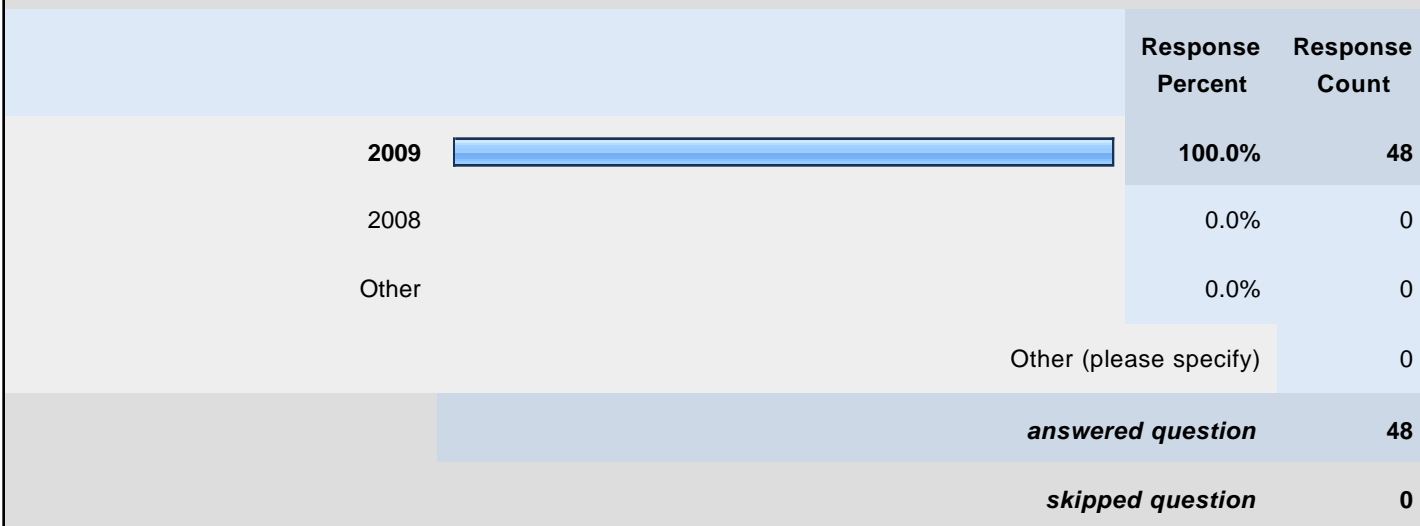 Response Response
Percent Count
2009 100.0% 48
2008 0.0% 0
Other 0.0% 0
Other (please specify) 0
answered question 48
skipped question 0